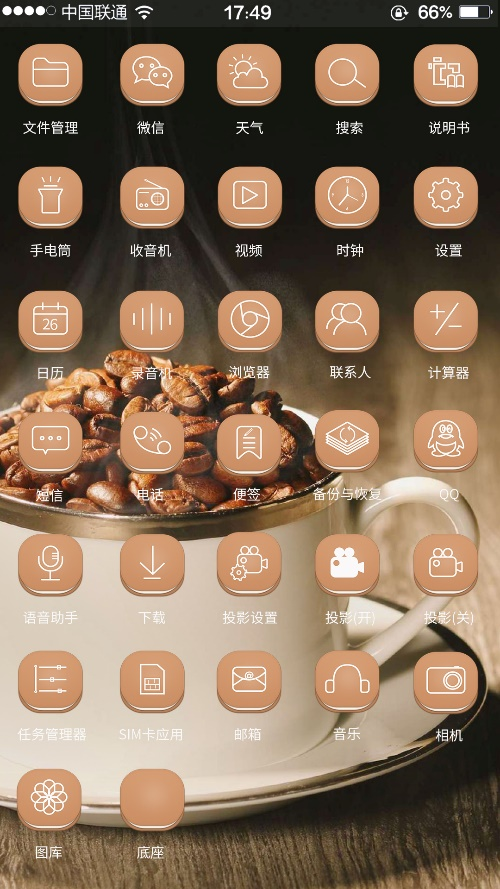 中国联通 17:49 66%
文件管理 微信 天气 搜索 说明书
手电筒 收音机 视频 时钟 设置
26
日历 录音机 浏览器 联系人 计算器
短信 电话 便签 备份与恢复 QQ
语音助手 下载 投影设置 投影(开) 投影(关)
@
任务管理器 SIM卡应用 邮箱 音乐 相机
图库 底座